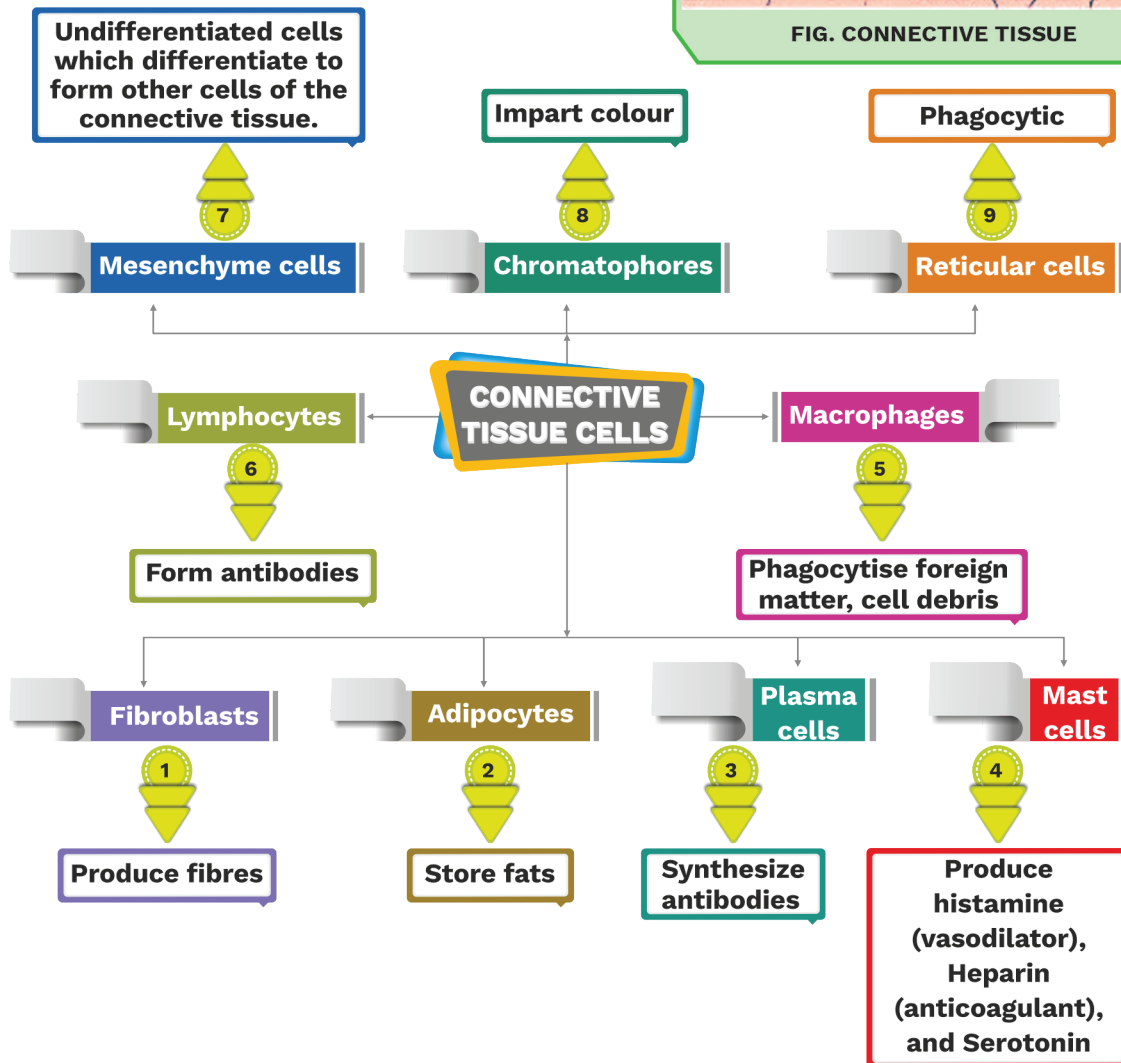 FIG. CONNECTIVE TISSUE
Undifferentiated cells
which differentiate to
form other cells of the
connective tissue.
Impart colour
Phagocytic
7
8
9
Mesenchyme cells
Chromatophores
Reticular cells
CONNECTIVE
TISSUE CELLS
Lymphocytes
Macrophages
6
5
Form antibodies
Phagocytise foreign
matter, cell debris
Fibroblasts
Adipocytes
Plasma
cells
Mast
cells
1
2
3
4
Produce fibres
Store fats
Synthesize
antibodies
Produce
histamine
(vasodilator),
Heparin
(anticoagulant),
and Serotonin